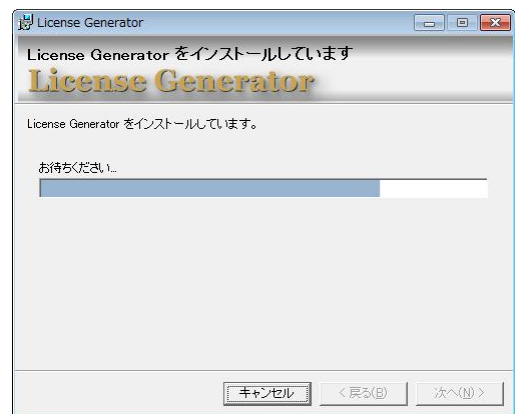 License Generator
License Generator をインストールしています
License Generator
License Generator をインストールしています。
お待ちください...
キャンセル
< 戻る(B)
次へ(N) >